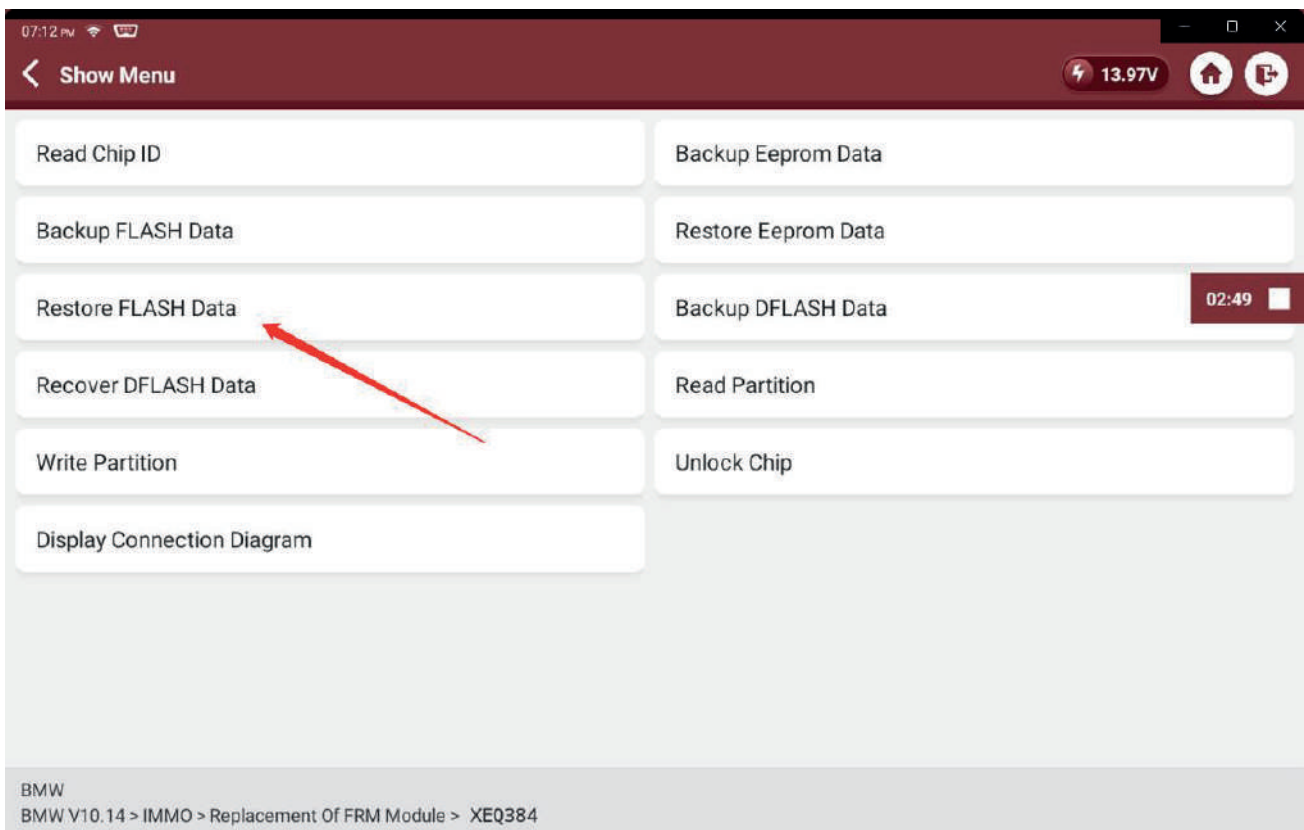 07:12 PM
Show Menu
13.97V
Read Chip ID
Backup Eeprom Data
Backup FLASH Data
Restore Eeprom Data
Restore FLASH Data
Backup DFLASH Data
02:49
Recover DFLASH Data
Read Partition
Write Partition
Unlock Chip
Display Connection Diagram
BMW
BMW V10.14 > IMMO > Replacement Of FRM Module > XEQ384